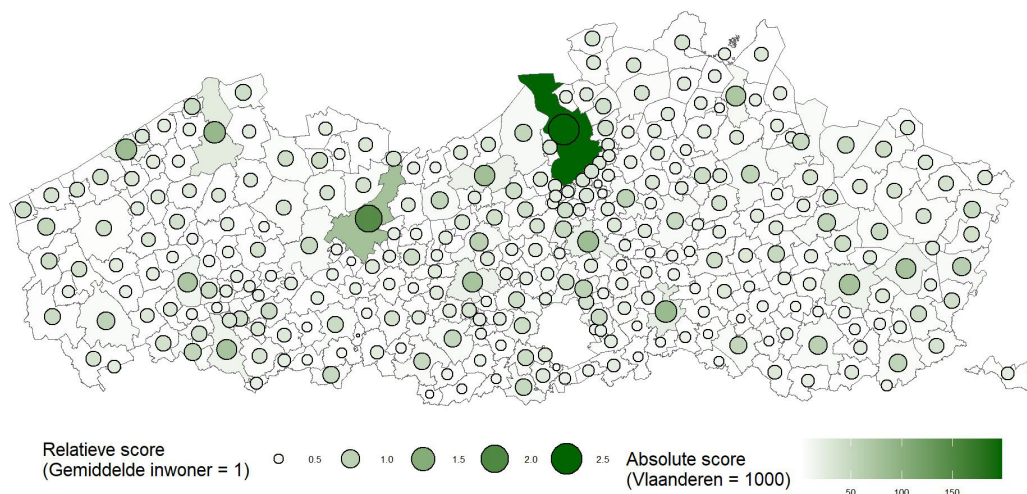 Relatieve score
(Gemiddelde inwoner = 1)
0.5
1.0
1.5
2.0
2.5
Absolute score
(Vlaanderen = 1000)
50
100
150